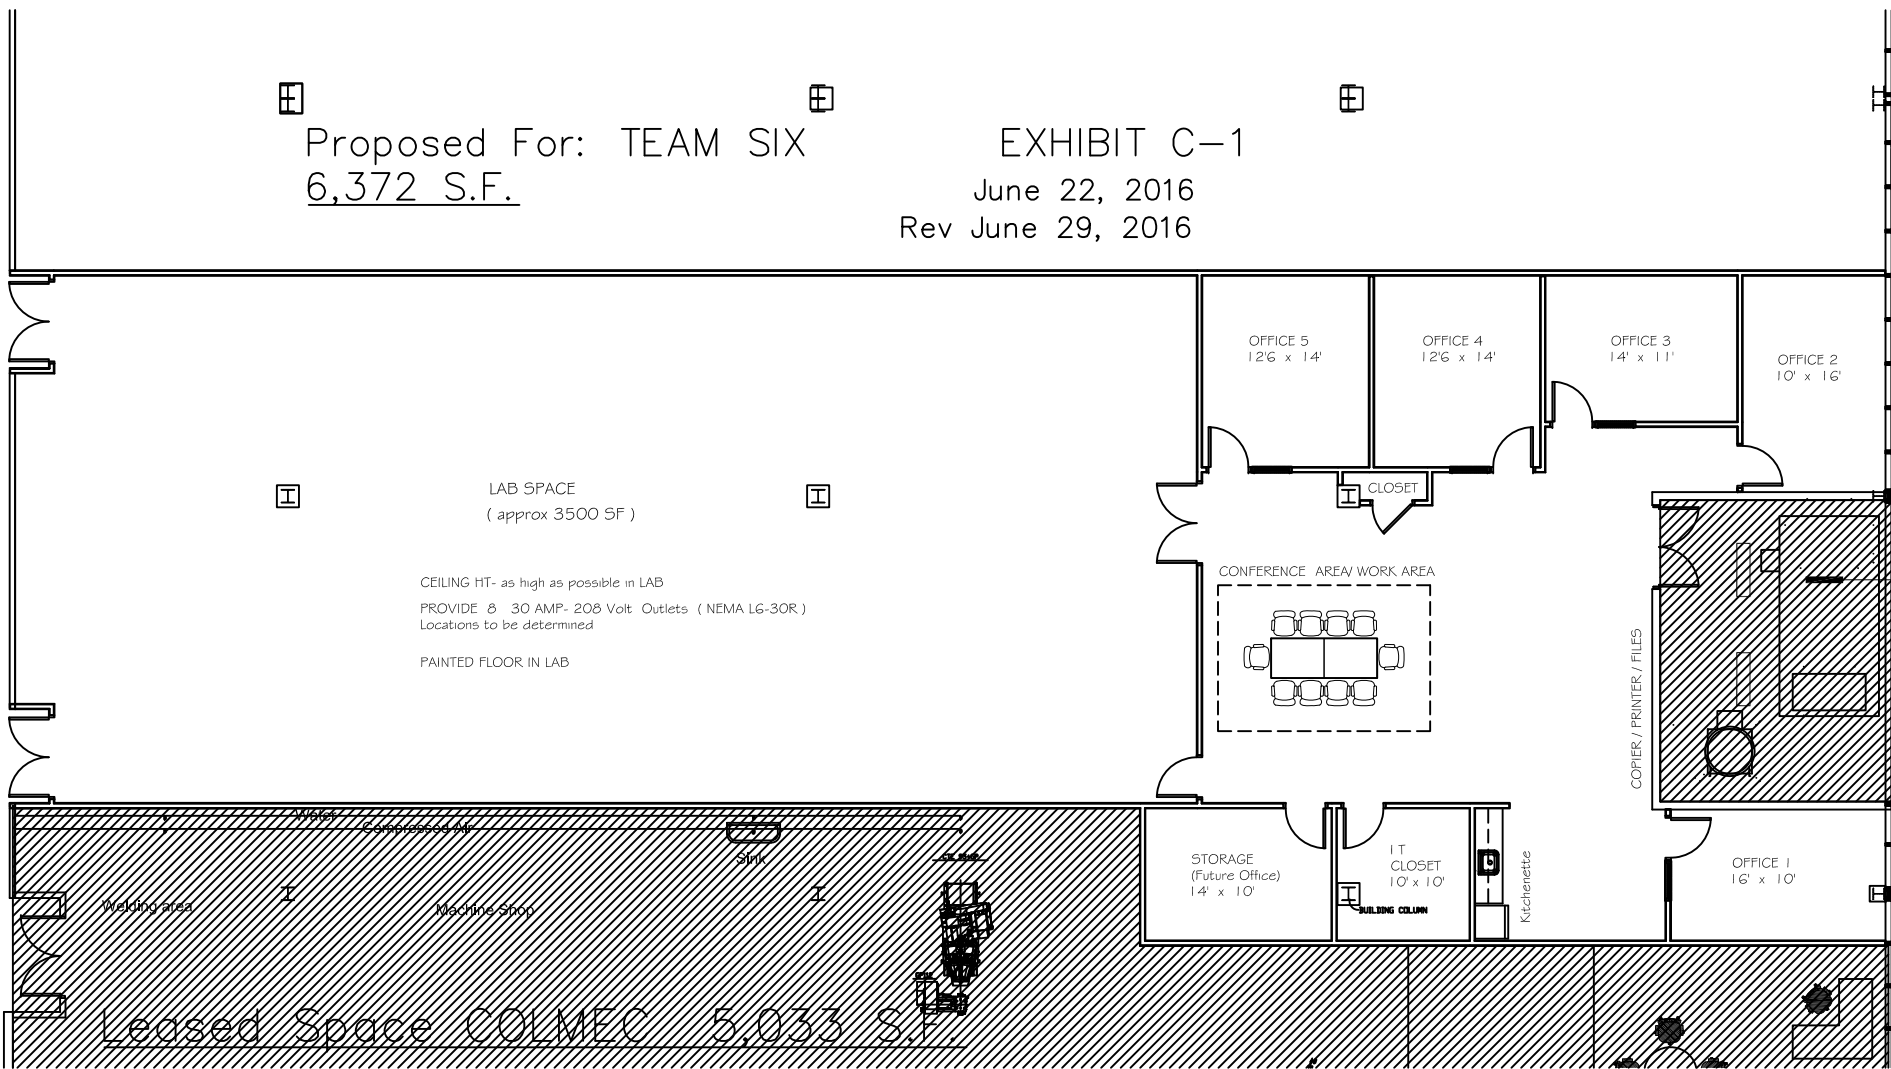 Proposed For: TEAM SIX
6,372 S.F.
EXHIBIT C-1
June 22, 2016
Rev June 29, 2016
OFFICE 5
12'6 x 14'
OFFICE 4
12'6 x 14'
OFFICE 3
14' x 11'
OFFICE 2
10' x 16'
LAB SPACE
( approx 3500 SF )
CLOSET
CEILING HT- as high as possible in LAB
PROVIDE 8 30 AMP- 208 Volt Outlets ( NEMA L6-30R )
Locations to be determined
PAINTED FLOOR IN LAB
CONFERENCE AREA/ WORK AREA
COPIER / PRINTER / FILES
Water
Compressed Air
Sink
Welding area
Machine Shop
STORAGE
(Future Office)
14' x 10'
I T
CLOSET
10' x 10'
BUILDING COLUMN
Kitchenette
OFFICE 1
16' x 10'
Leased Space COLMEC 5,033 S.F.